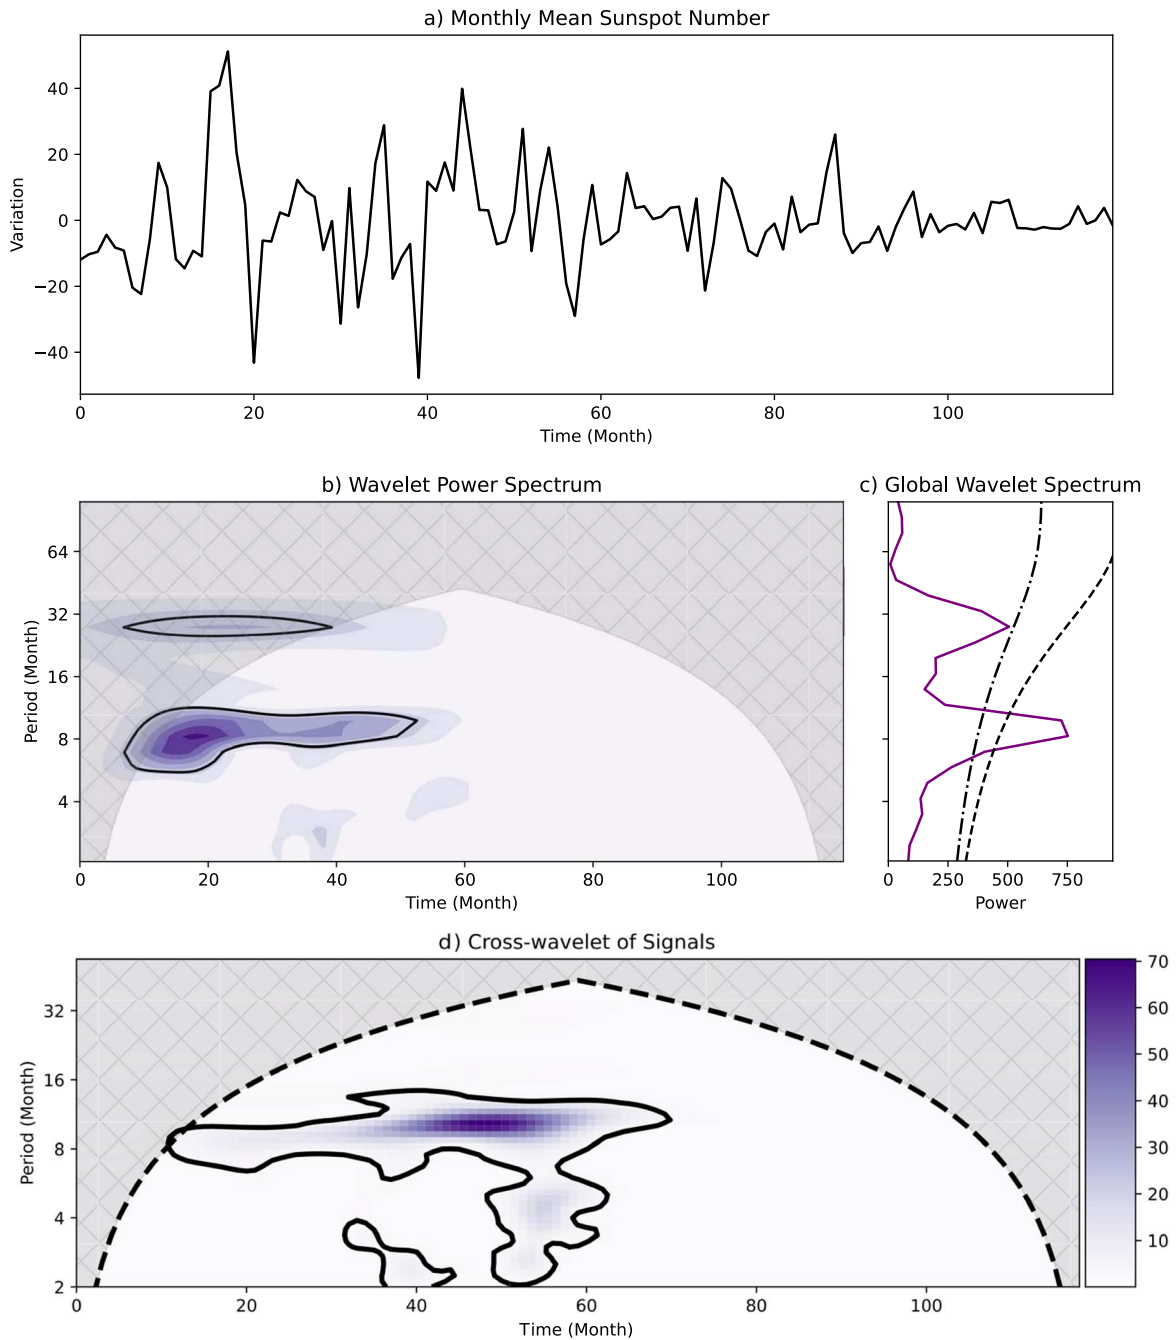 a) Monthly Mean Sunspot Number
Variation
40
20
0
−20
−40
0 20 40 60 80 100
Time (Month)
b) Wavelet Power Spectrum
Period (Month)
64
32
16
8
4
0 20 40 60 80 100
Time (Month)
c) Global Wavelet Spectrum
0 250 500 750
Power
d) Cross-wavelet of Signals
Period (Month)
32
16
8
4
2
0 20 40 60 80 100
Time (Month)
70
60
50
40
30
20
10